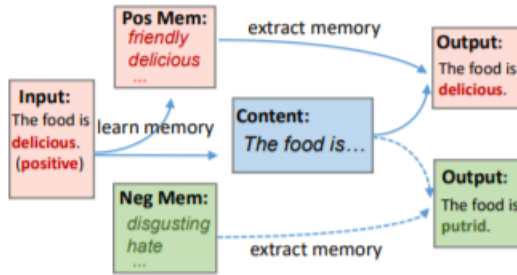 Pos Mem:
friendly
delicious
...
extract memory
Output:
The food is
delicious.
Input:
The food is
delicious.
(positive)
learn memory
Content:
The food is...
Neg Mem:
disgusting
hate
...
extract memory
Output:
The food is
putrid.